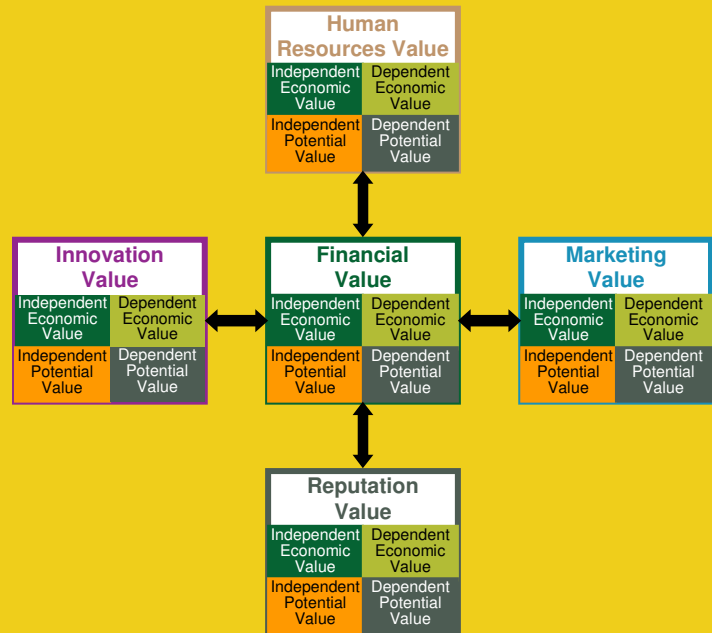 Human
Resources Value
Independent
Economic
Value
Dependent
Economic
Value
Independent
Potential
Value
Dependent
Potential
Value
Innovation
Value
Independent
Economic
Value
Dependent
Economic
Value
Independent
Potential
Value
Dependent
Potential
Value
Financial
Value
Independent
Economic
Value
Dependent
Economic
Value
Independent
Potential
Value
Dependent
Potential
Value
Marketing
Value
Independent
Economic
Value
Dependent
Economic
Value
Independent
Potential
Value
Dependent
Potential
Value
Reputation
Value
Independent
Economic
Value
Dependent
Economic
Value
Independent
Potential
Value
Dependent
Potential
Value